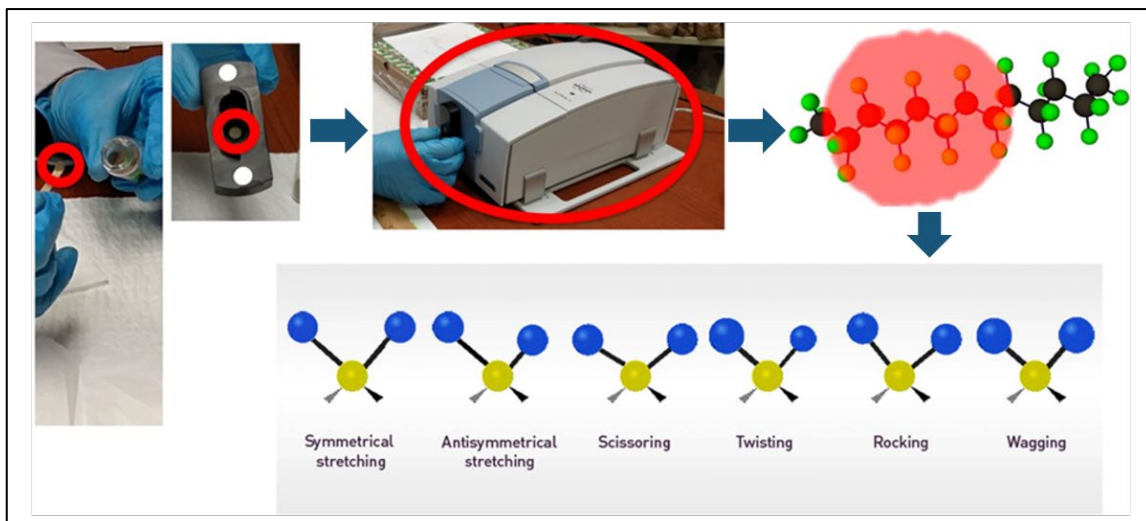 Symmetrical
stretching
Antisymmetrical
stretching
Scissoring
Twisting
Rocking
Wagging